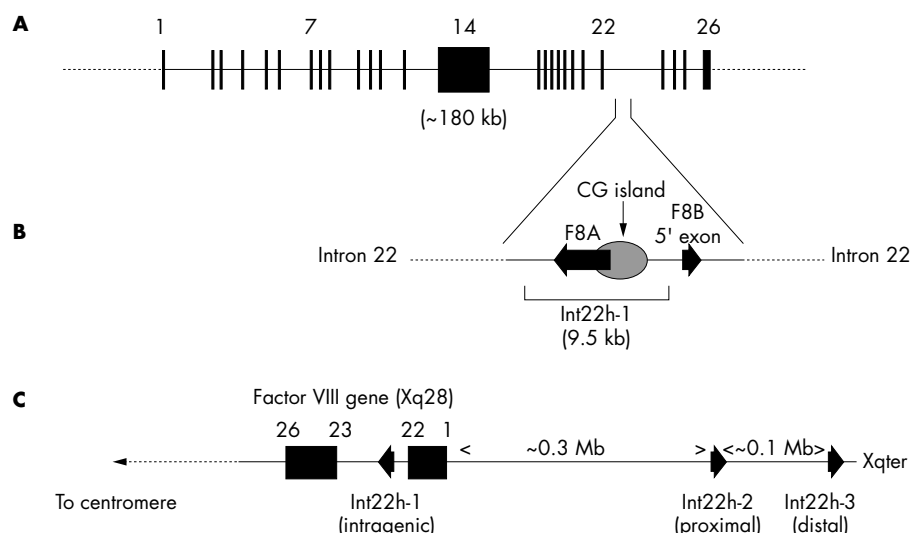 A
1 7 14 22 26
(~180 kb)
CG island
B
F8A
F8B
5' exon
Intron 22
Intron 22
Int22h-1
(9.5 kb)
C
Factor VIII gene (Xq28)
26 23 22 1
< ~0.3 Mb > <~0.1 Mb>
Xqter
To centromere
Int22h-1
(intragenic)
Int22h-2
(proximal)
Int22h-3
(distal)